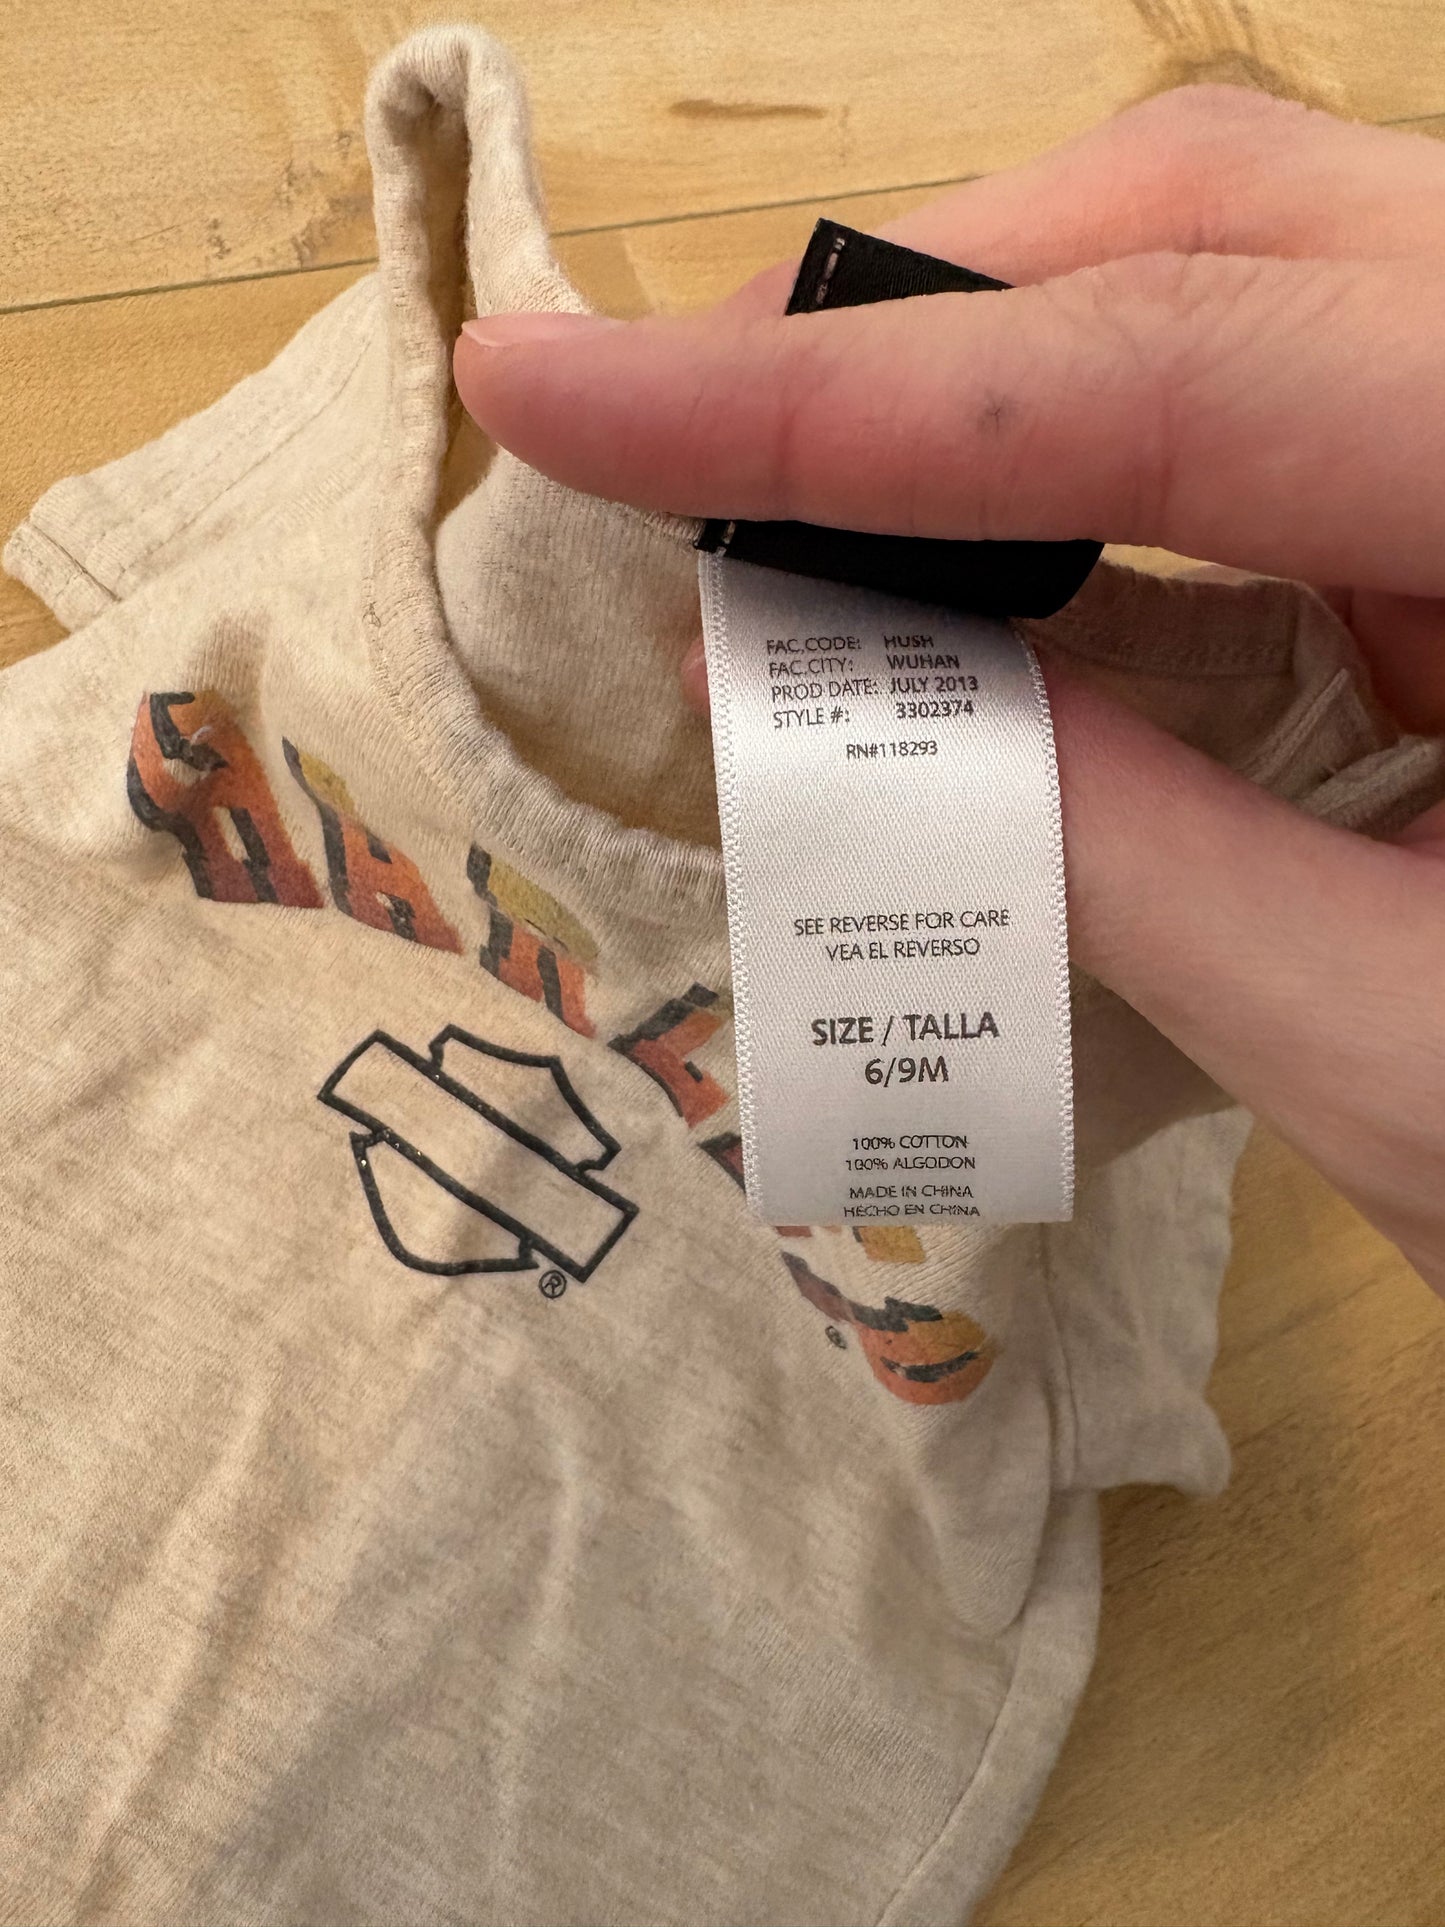 FAC.CODE: HUSH
FAC.CITY: WUHAN
PROD DATE: JULY 2013
STYLE #: 3302374
RN#118293
SEE REVERSE FOR CARE
VEA EL REVERSO
SIZE / TALLA
6/9M
100% COTTON
100% ALGODON
MADE IN CHINA
HECHO EN CHINA
®
®